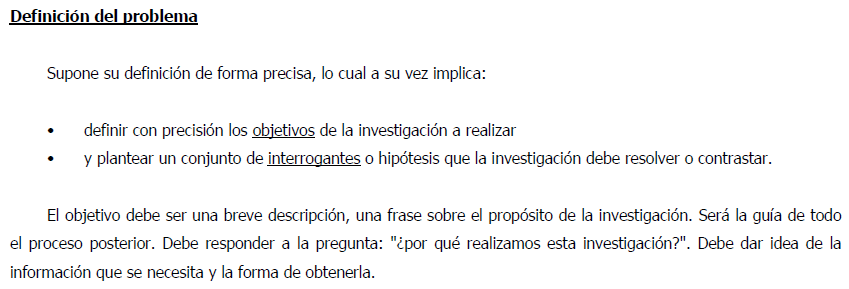 Definición del problema
Supone su definición de forma precisa, lo cual a su vez implica:
• definir con precisión los objetivos de la investigación a realizar
• y plantear un conjunto de interrogantes o hipótesis que la investigación debe resolver o contrastar.
El objetivo debe ser una breve descripción, una frase sobre el propósito de la investigación. Será la guía de todo
el proceso posterior. Debe responder a la pregunta: "¿por qué realizamos esta investigación?". Debe dar idea de la
información que se necesita y la forma de obtenerla.